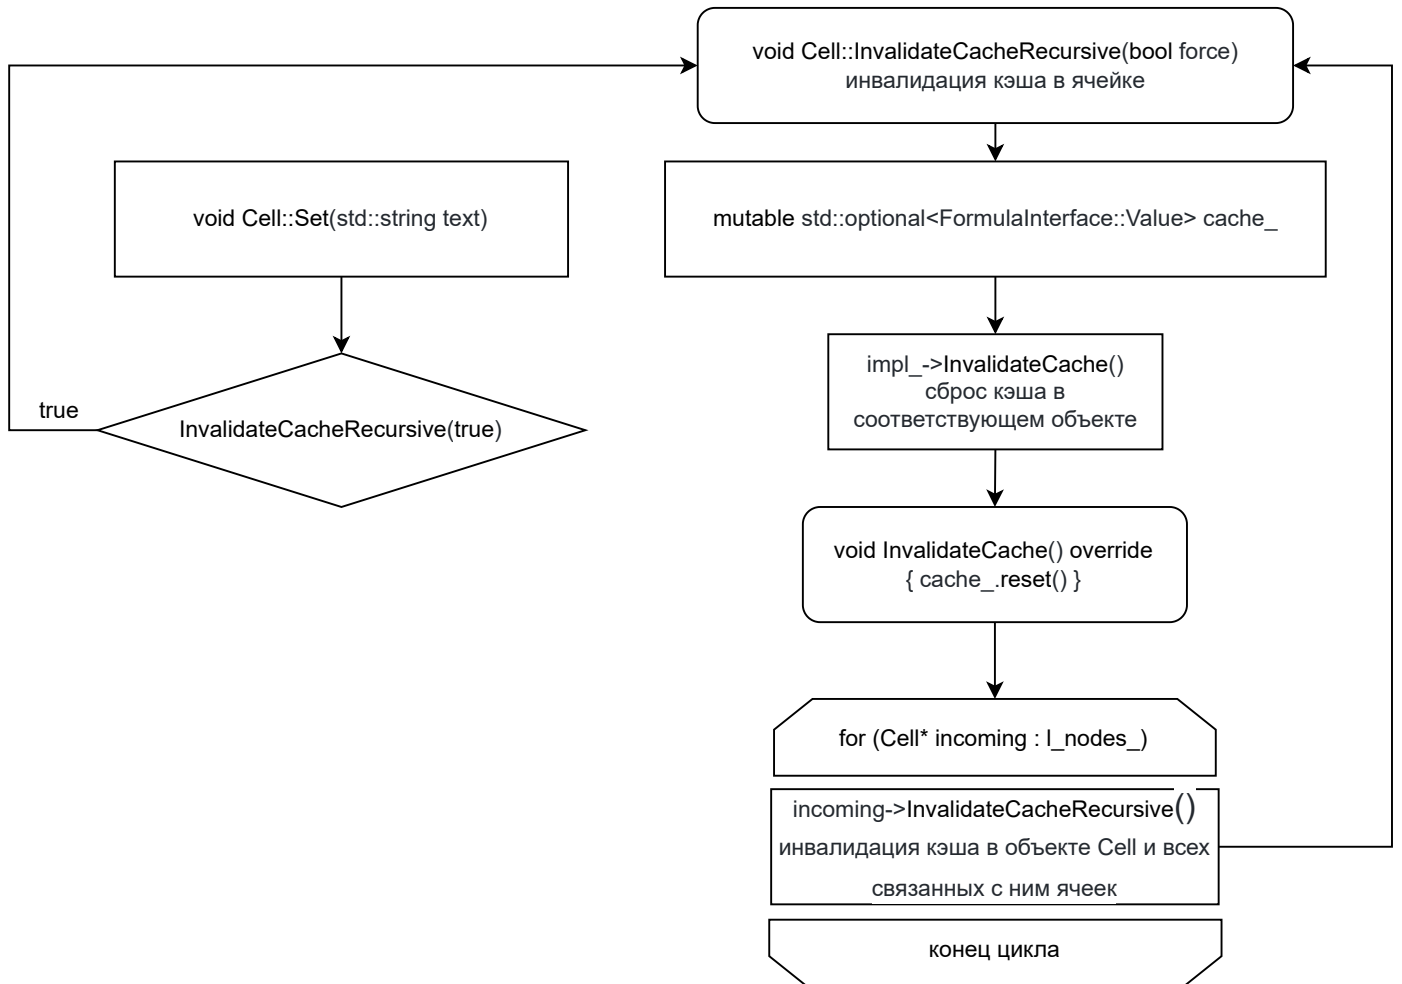 void Cell::InvalidateCacheRecursive(bool force)
инвалидация кэша в ячейке
void Cell::Set(std::string text)
mutable std::optional<FormulaInterface::Value> cache_
impl_->InvalidateCache()
сброс кэша в
соответствующем объекте
true
InvalidateCacheRecursive(true)
void InvalidateCache() override
{ cache_.reset() }
for (Cell* incoming : l_nodes_)
incoming->InvalidateCacheRecursive()
инвалидация кэша в объекте Cell и всех
связанных с ним ячеек
конец цикла